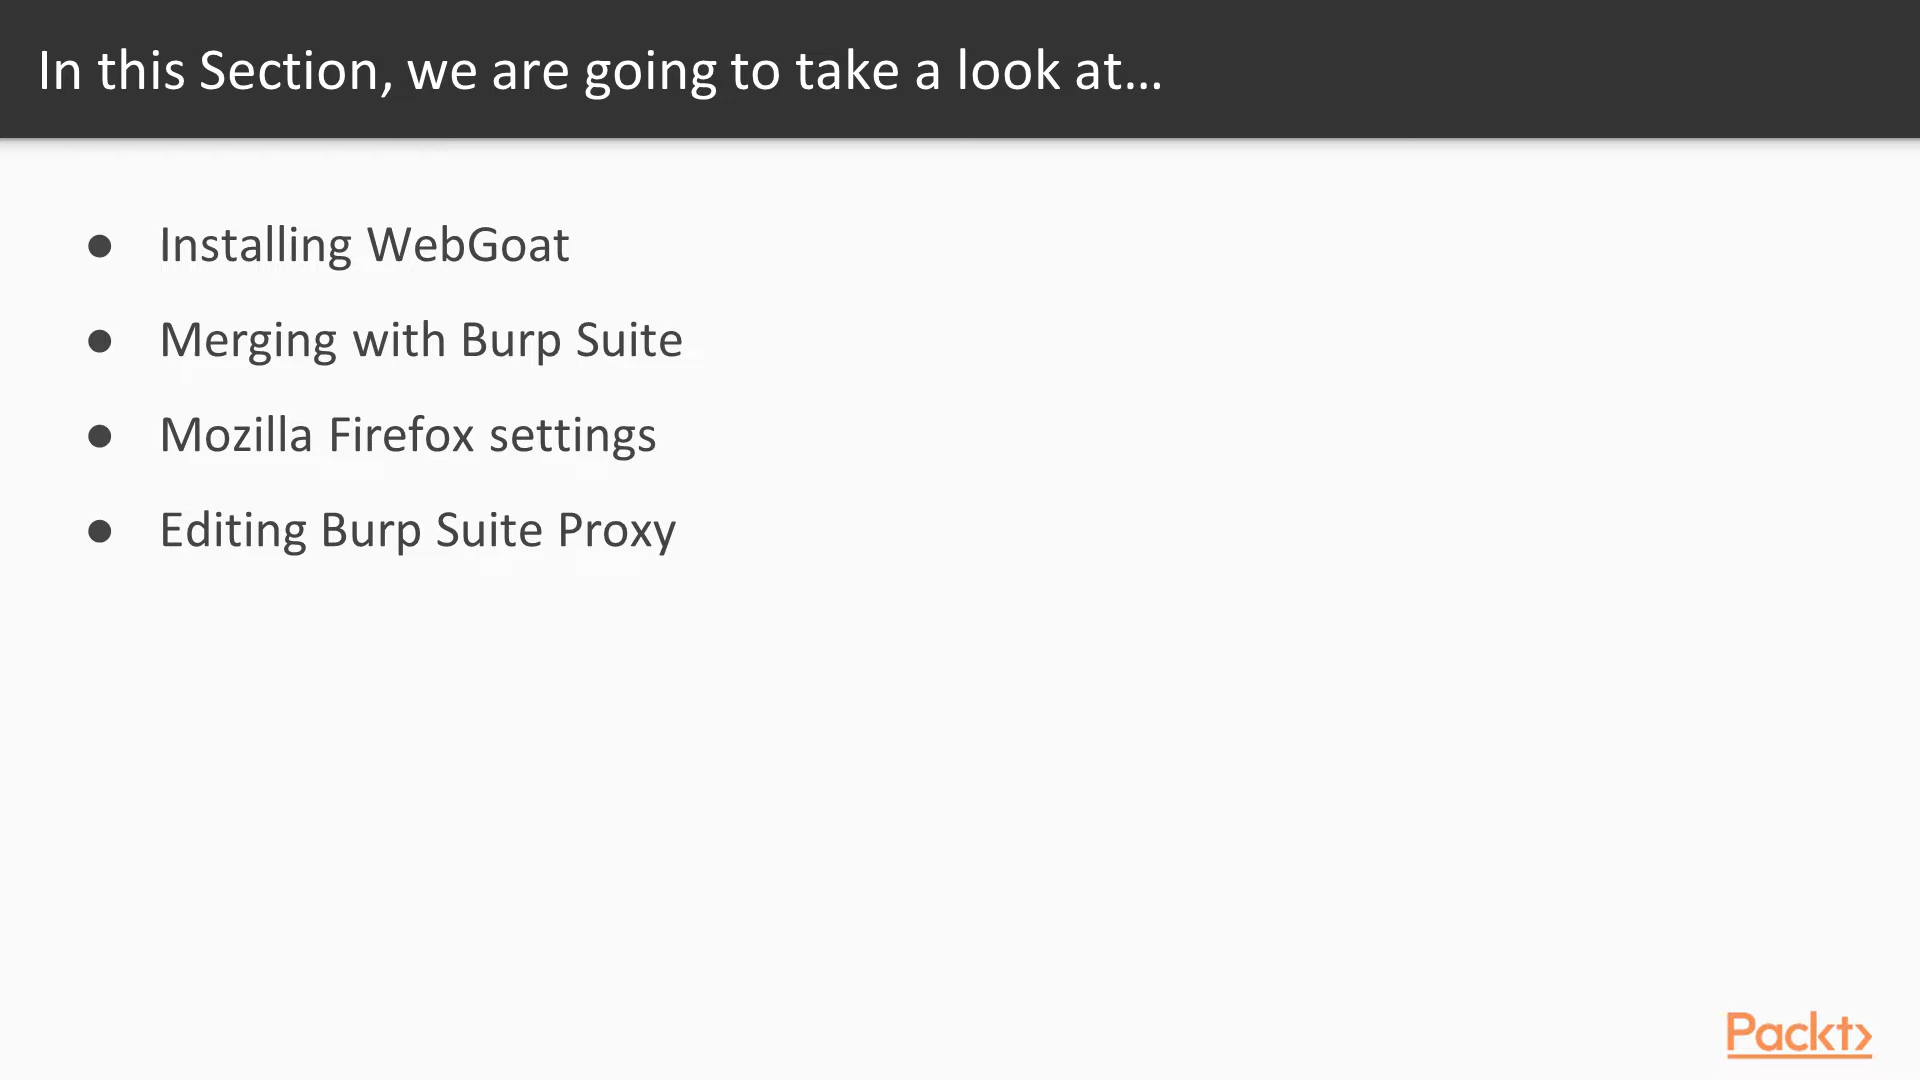 In this Section, we are going to take a look at...
● Installing WebGoat
● Merging with Burp Suite
● Mozilla Firefox settings
● Editing Burp Suite Proxy
Packt>